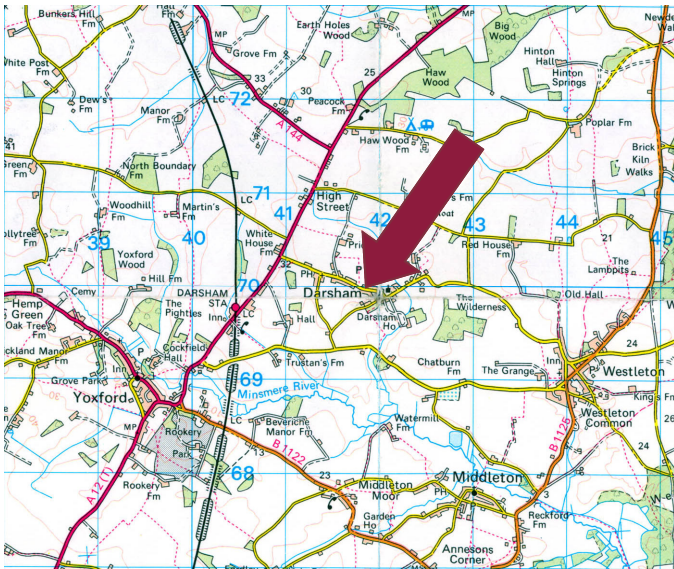 Hall
Fm
Bunkers Hill
Fm
MP
Earth Holes
Wood
MP
Big
Wood
Grove Fm
33
White Post
Fm
Hinton
Hall
Hinton
Springs
Haw
Wood
25
30
Dew's
Fm
LC
72
Peacock
Fm
Manor
Fm
A144
Haw Wood
Fm
Poplar Fm
41
Green
Fm
North Boundary
Fm
Brick
Kiln
Walks
71
LC
High
Street
41
42
43
44
45
Woodhill
Fm
Martin's
Fm
39
40
White
House
Fm
Red House
Fm
21
Yoxford
Wood
The
Lampits
Hill Fm
32
PH
P
70
DARSHAM
STA
Darsham
Cemy
The
Pightles
Inn
LC
Hall
Darsham
Ho
The
Wilderness
Old Hall
Hemp
Green
Oak Tree
Fm
Cockfield
Hall
24
P
Trustan's Fm
Chatburn
Fm
Inn
P
Westleton
The Grange
Inn
Grove Park
69
Minsmere River
King's Fm
Yoxford
Westleton
Common
24
Watermill
Fm
MP
Rookery
Park
LC
Beveriche
Manor Fm
B1122
B1125
26
13
68
A12(T)
23
Middleton
Moor
PH
Middleton
Rookery
Fm
3
Garden
Ho
Reckford
Fm
Annesons
Corner